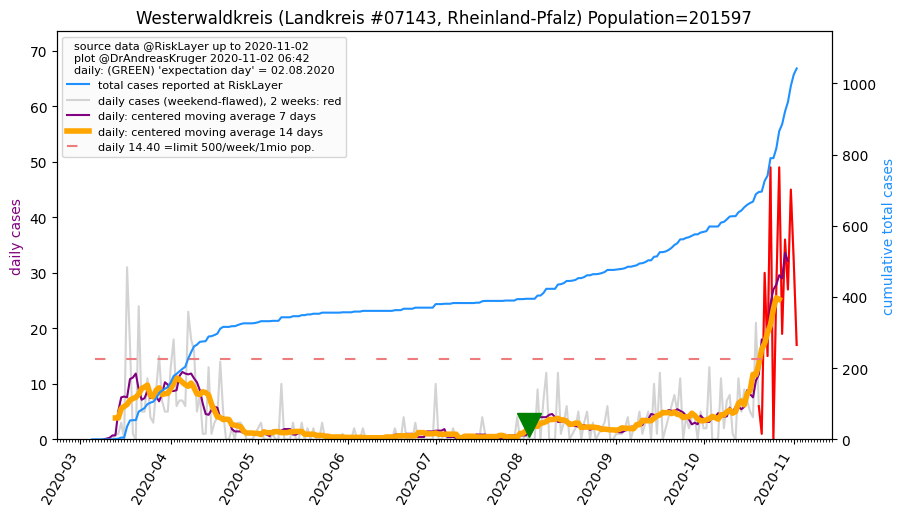 Westerwaldkreis (Landkreis #07143, Rheinland-Pfalz) Population=201597
source data @RiskLayer up to 2020-11-02
plot @DrAndreasKruger 2020-11-02 06:42
daily: (GREEN) 'expectation day' = 02.08.2020
total cases reported at RiskLayer
daily cases (weekend-flawed), 2 weeks: red
daily: centered moving average 7 days
daily: centered moving average 14 days
daily 14.40 =limit 500/week/1mio pop.
daily cases
70
60
50
40
30
20
10
0
cumulative total cases
1000
800
600
400
200
0
2020-03
2020-04
2020-05
2020-06
2020-07
2020-08
2020-09
2020-10
2020-11